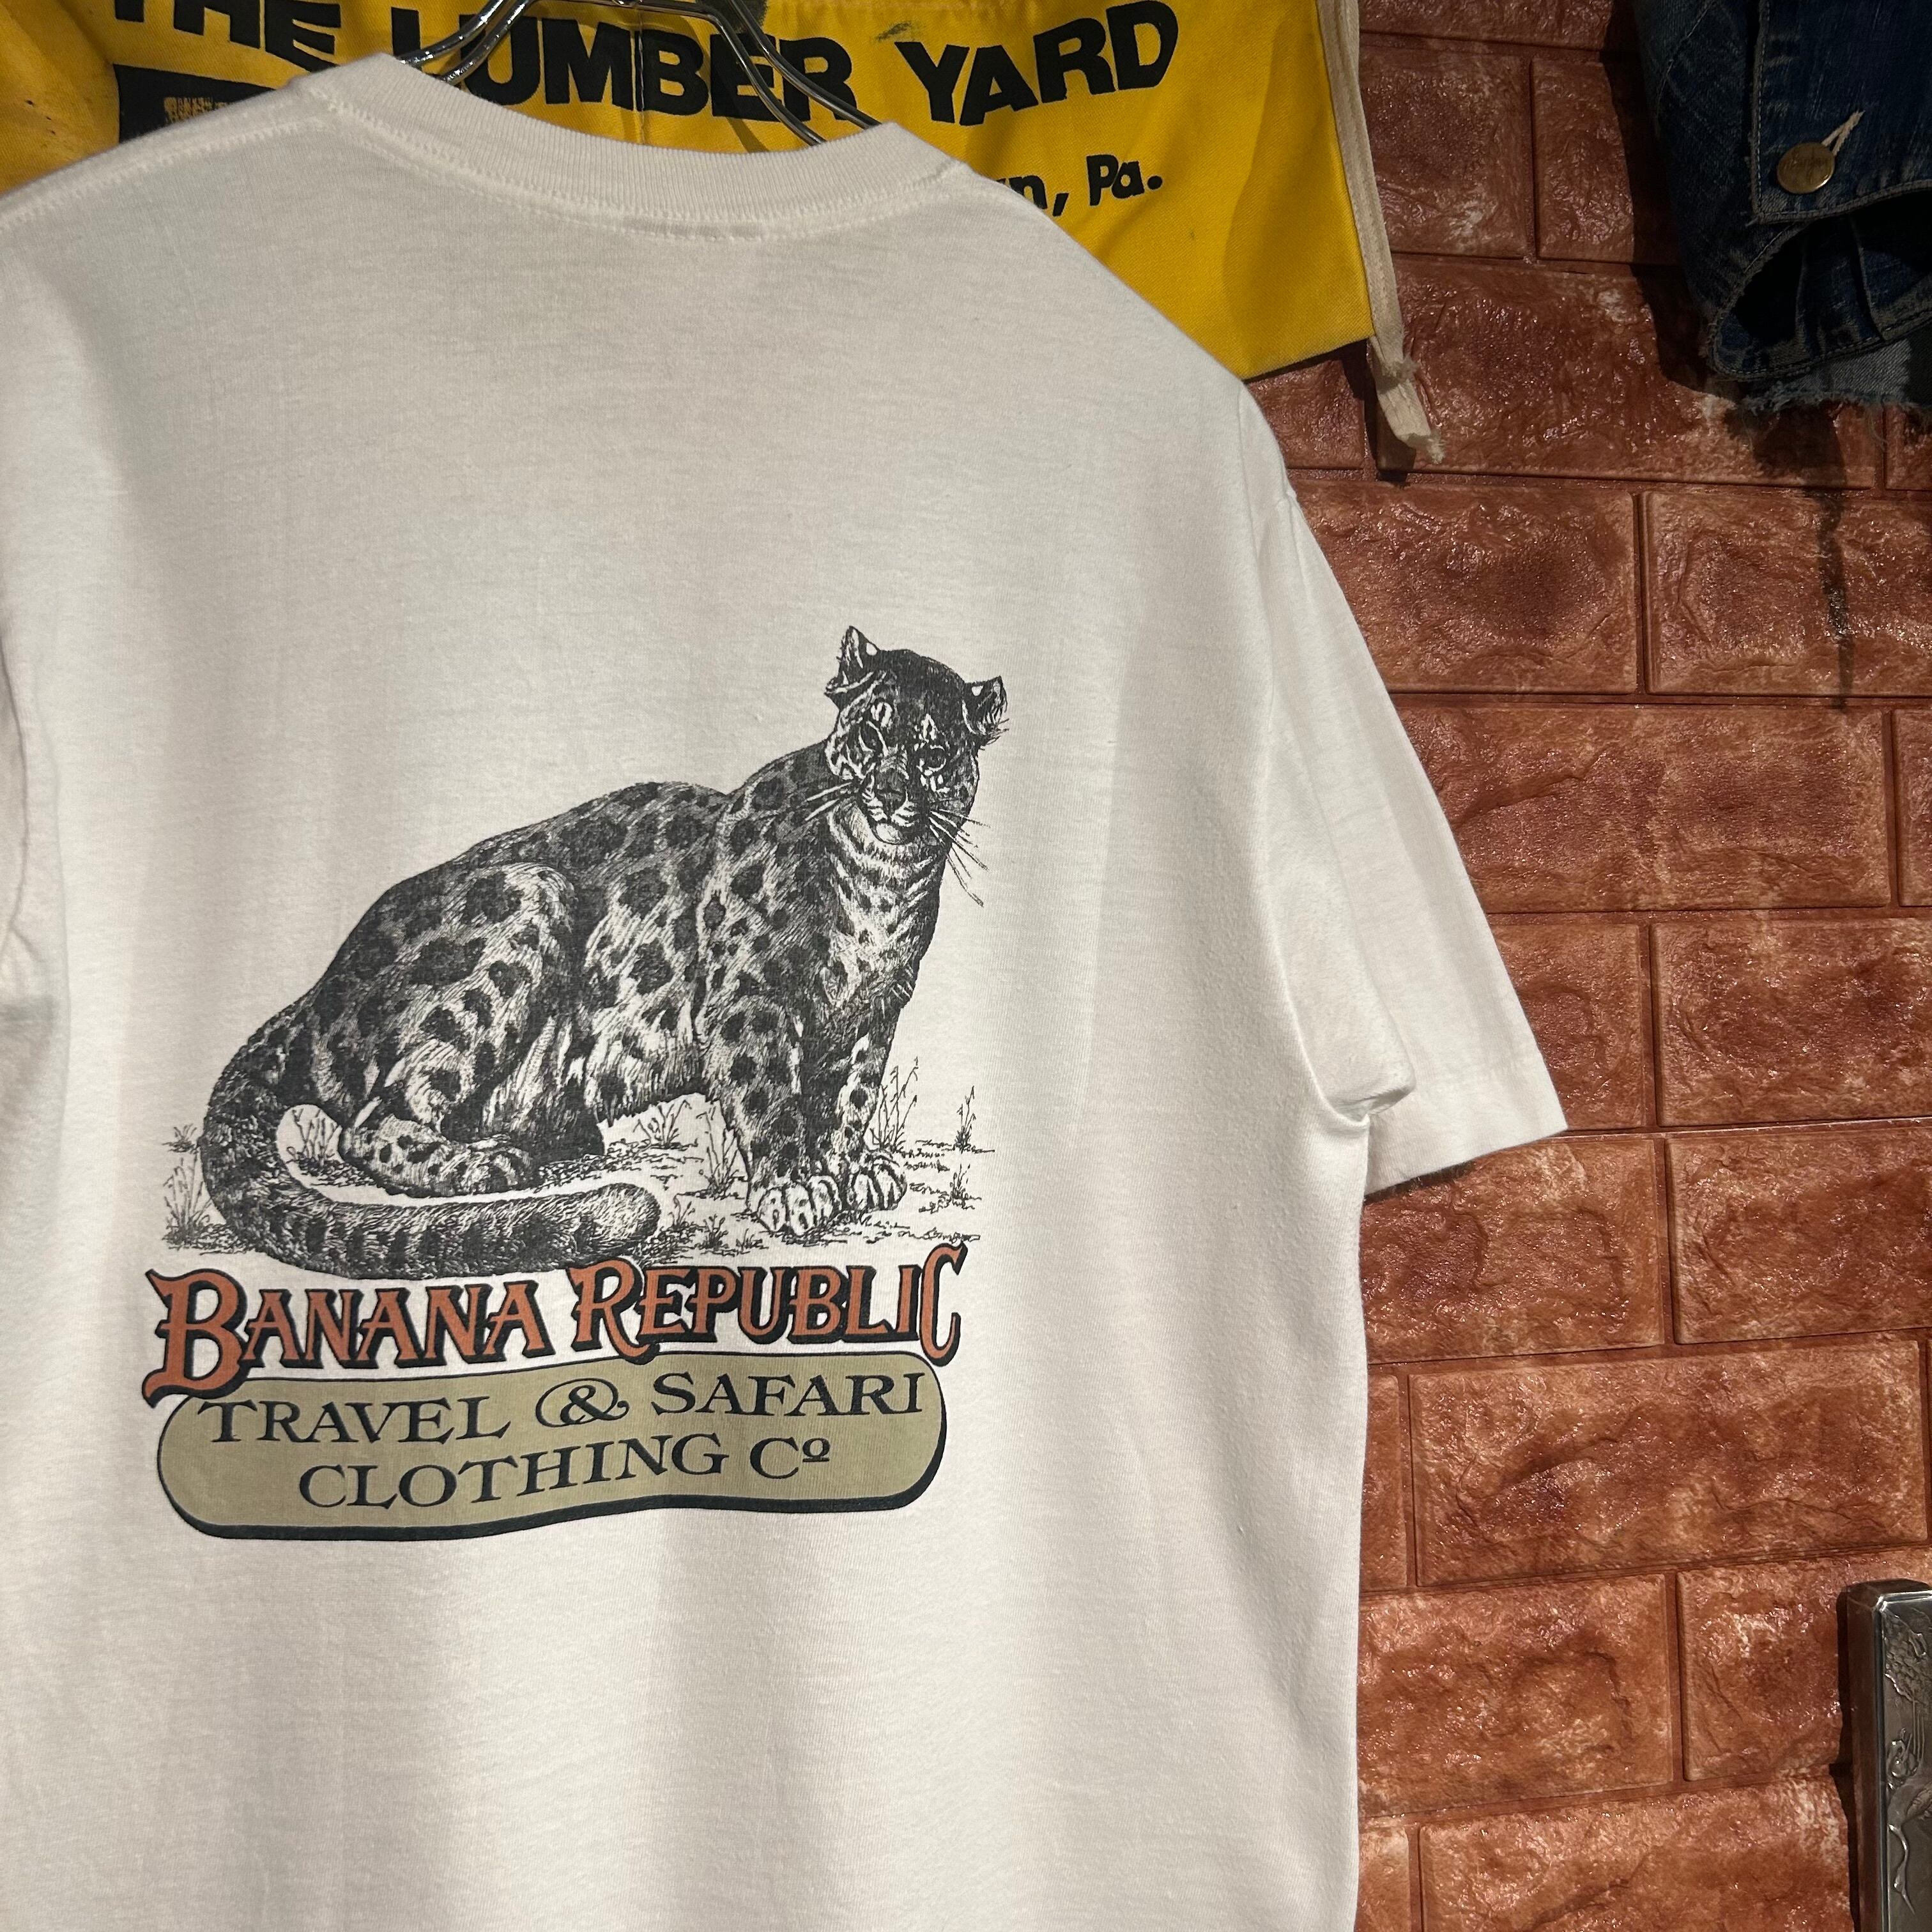 THE LUMBER YARD
n, Pa.
BANANA REPUBLIC
TRAVEL & SAFARI
CLOTHING Cº